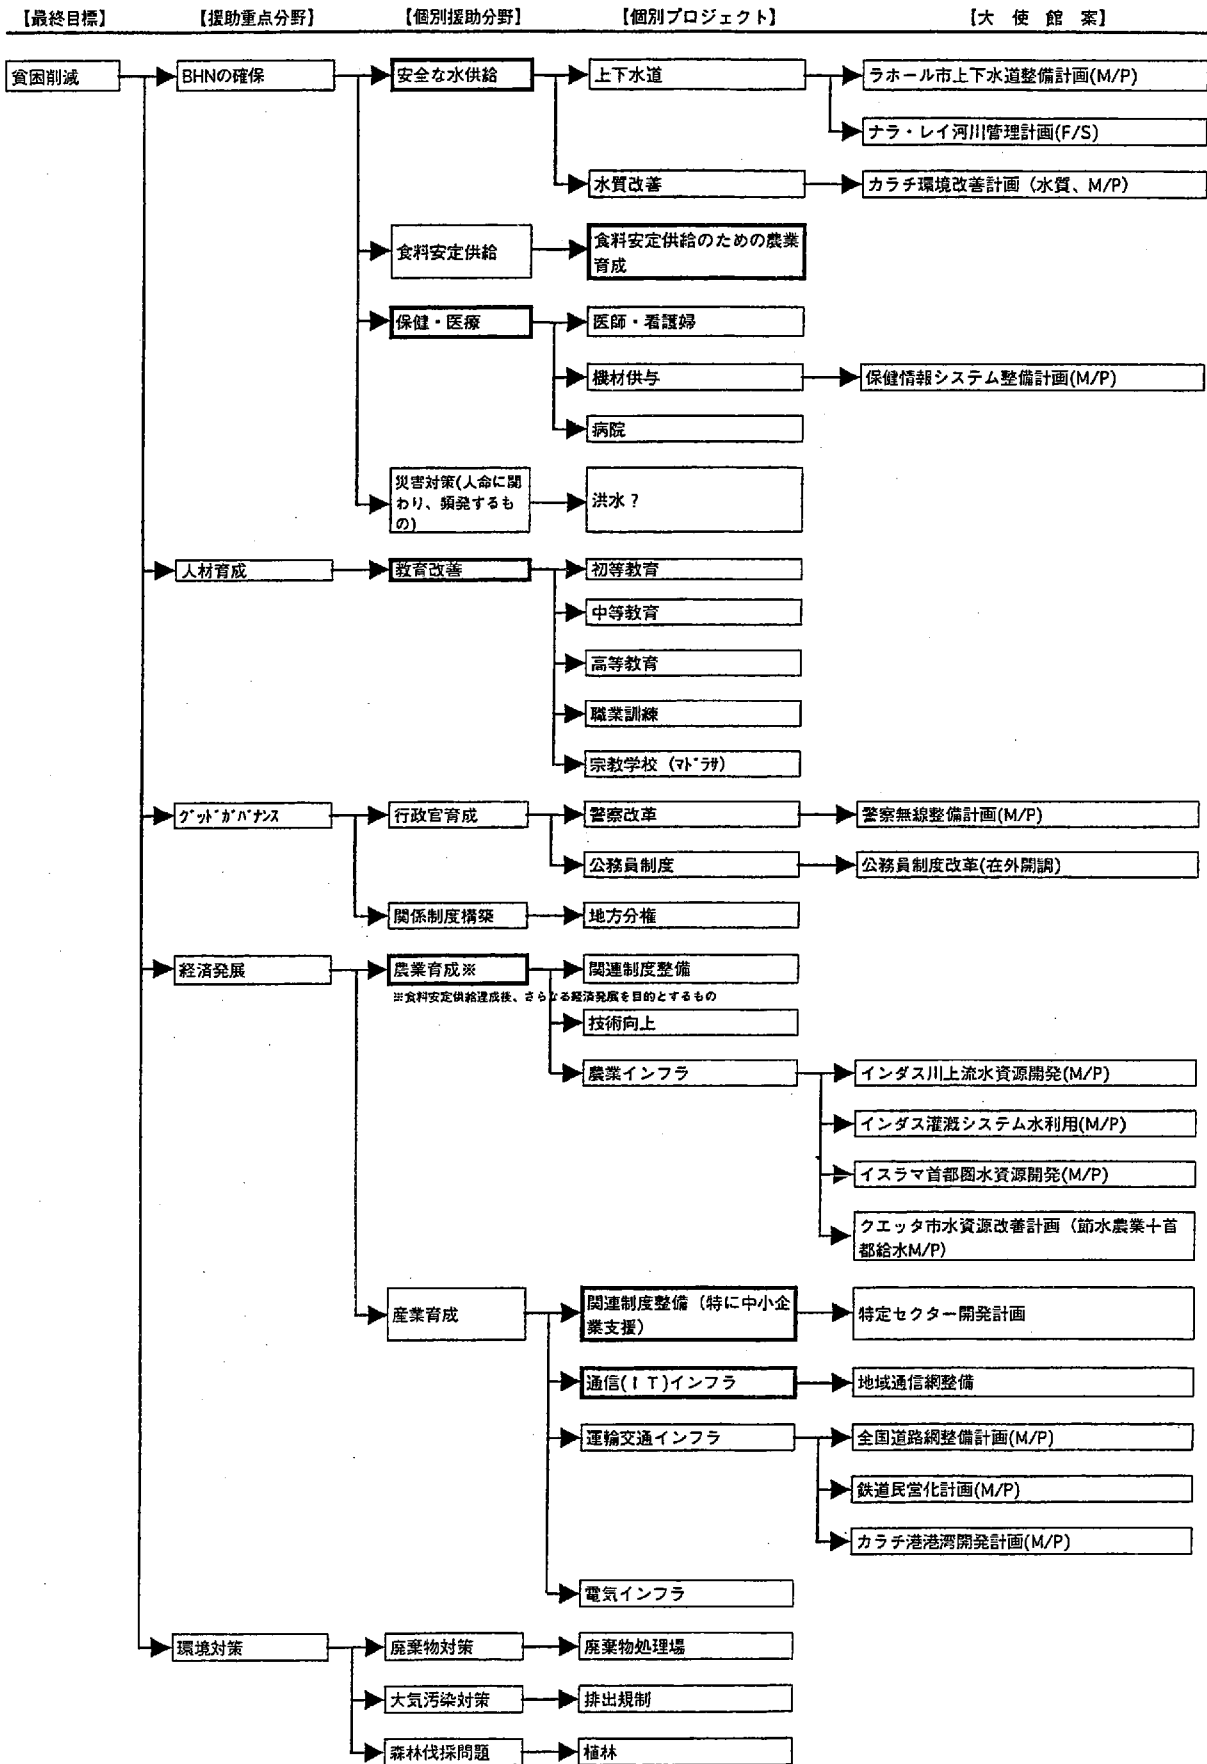 【最終目標】 【援助重点分野】 【個別援助分野】 【個別プロジェクト】 【大 使 館 案】
貧困削減 BHNの確保 安全な水供給 上下水道 ラホール市上下水道整備計画(M/P)
ナラ・レイ河川管理計画(F/S)
水質改善 カラチ環境改善計画（水質、M/P）
食料安定供給 食料安定供給のための農業
育成
保健・医療 医師・看護婦
機材供与 保健情報システム整備計画(M/P)
病院
災害対策(人命に関
わり、頻発するも
の)
洪水？
人材育成 教育改善 初等教育
中等教育
高等教育
職業訓練
宗教学校（ﾏﾄﾞﾗｻ）
ｸﾞｯﾄﾞｶﾞﾊﾞﾅﾝｽ 行政官育成 警察改革 警察無線整備計画(M/P)
公務員制度 公務員制度改革(在外開調)
関係制度構築 地方分権
経済発展 農業育成※ 関連制度整備
※食料安定供給達成後、さらなる経済発展を目的とするもの
技術向上
農業インフラ インダス川上流水資源開発(M/P)
インダス灌漑システム水利用(M/P)
イスラマ首都圏水資源開発(M/P)
クエッタ市水資源改善計画（節水農業十首
都給水M/P）
産業育成 関連制度整備（特に中小企
業支援）
特定セクター開発計画
通信(ＩＴ)インフラ 地域通信網整備
運輸交通インフラ 全国道路網整備計画(M/P)
鉄道民営化計画(M/P)
カラチ港港湾開発計画(M/P)
電気インフラ
環境対策 廃棄物対策 廃棄物処理場
大気汚染対策 排出規制
森林伐採問題 植林